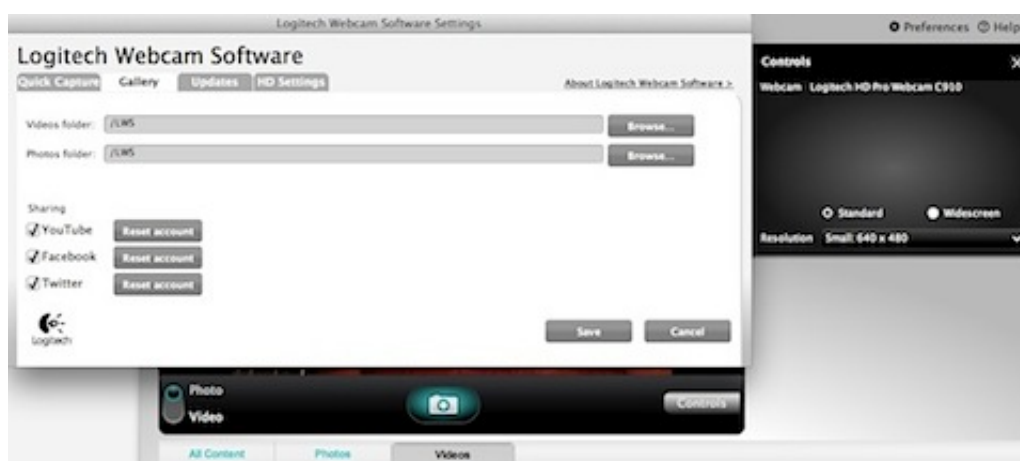 Logitech Webcam Software Settings
Preferences Help
Logitech Webcam Software
Quick Capture Gallery Updates HD Settings
About Logitech Webcam Software >
Videos folder: /LWS Browse...
Photos folder: /LWS Browse...
Sharing
YouTube Reset account
Facebook Reset account
Twitter Reset account
Logitech
Save Cancel
Controls
Webcam Logitech HD Pro Webcam C910
Standard Widescreen
Resolution Small: 640 x 480
Photo
Video
Controls
All Content Photos Videos